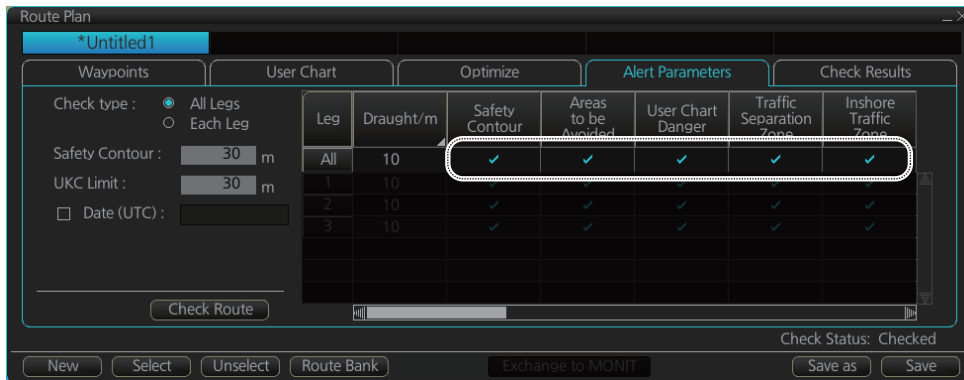 Route Plan
*Untitled1
Waypoints User Chart Optimize Alert Parameters Check Results
Check type : All Legs
Each Leg
Safety Contour : 30 m
UKC Limit : 30 m
Date (UTC) :
Check Route
Leg Draught/m Safety Contour Areas to be Avoided User Chart Danger Traffic Separation Zone Inshore Traffic Zone
All 10 ✓ ✓ ✓ ✓ ✓
1 10 ✓ ✓ ✓ ✓ ✓
2 10 ✓ ✓ ✓ ✓ ✓
3 10 ✓ ✓ ✓ ✓ ✓
Check Status: Checked
New Select Unselect Route Bank Exchange to MONIT Save as Save